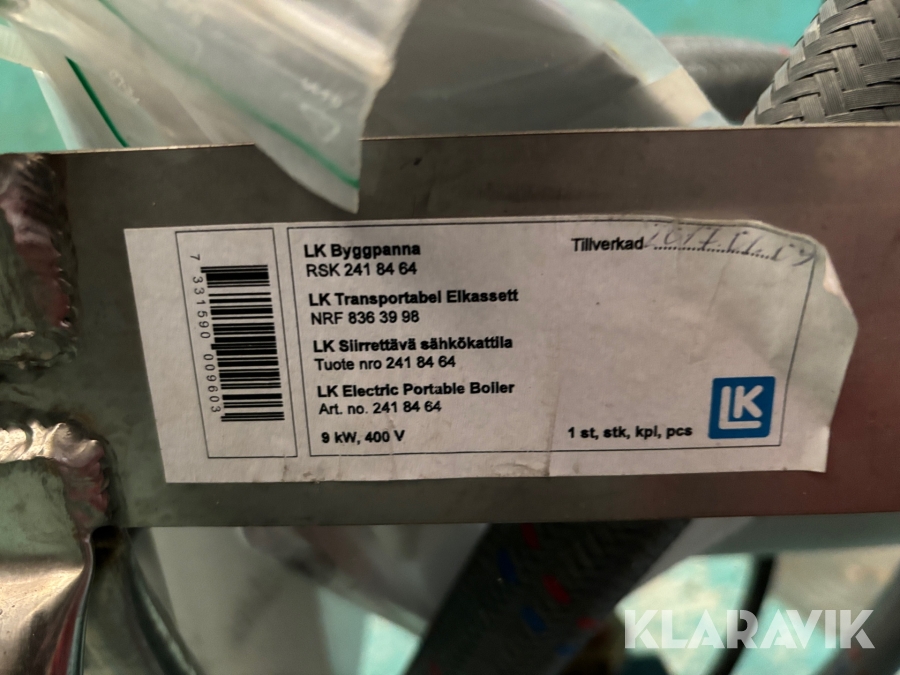 7 331590 009603
LK Byggpanna
RSK 241 84 64
LK Transportabel Elkassett
NRF 836 39 98
LK Siirrettävä sähkökattila
Tuote nro 241 84 64
LK Electric Portable Boiler
Art. no. 241 84 64
9 kW, 400 V
Tillverkad
1 st, stk, kpl, pcs
LK
KLARAVIK